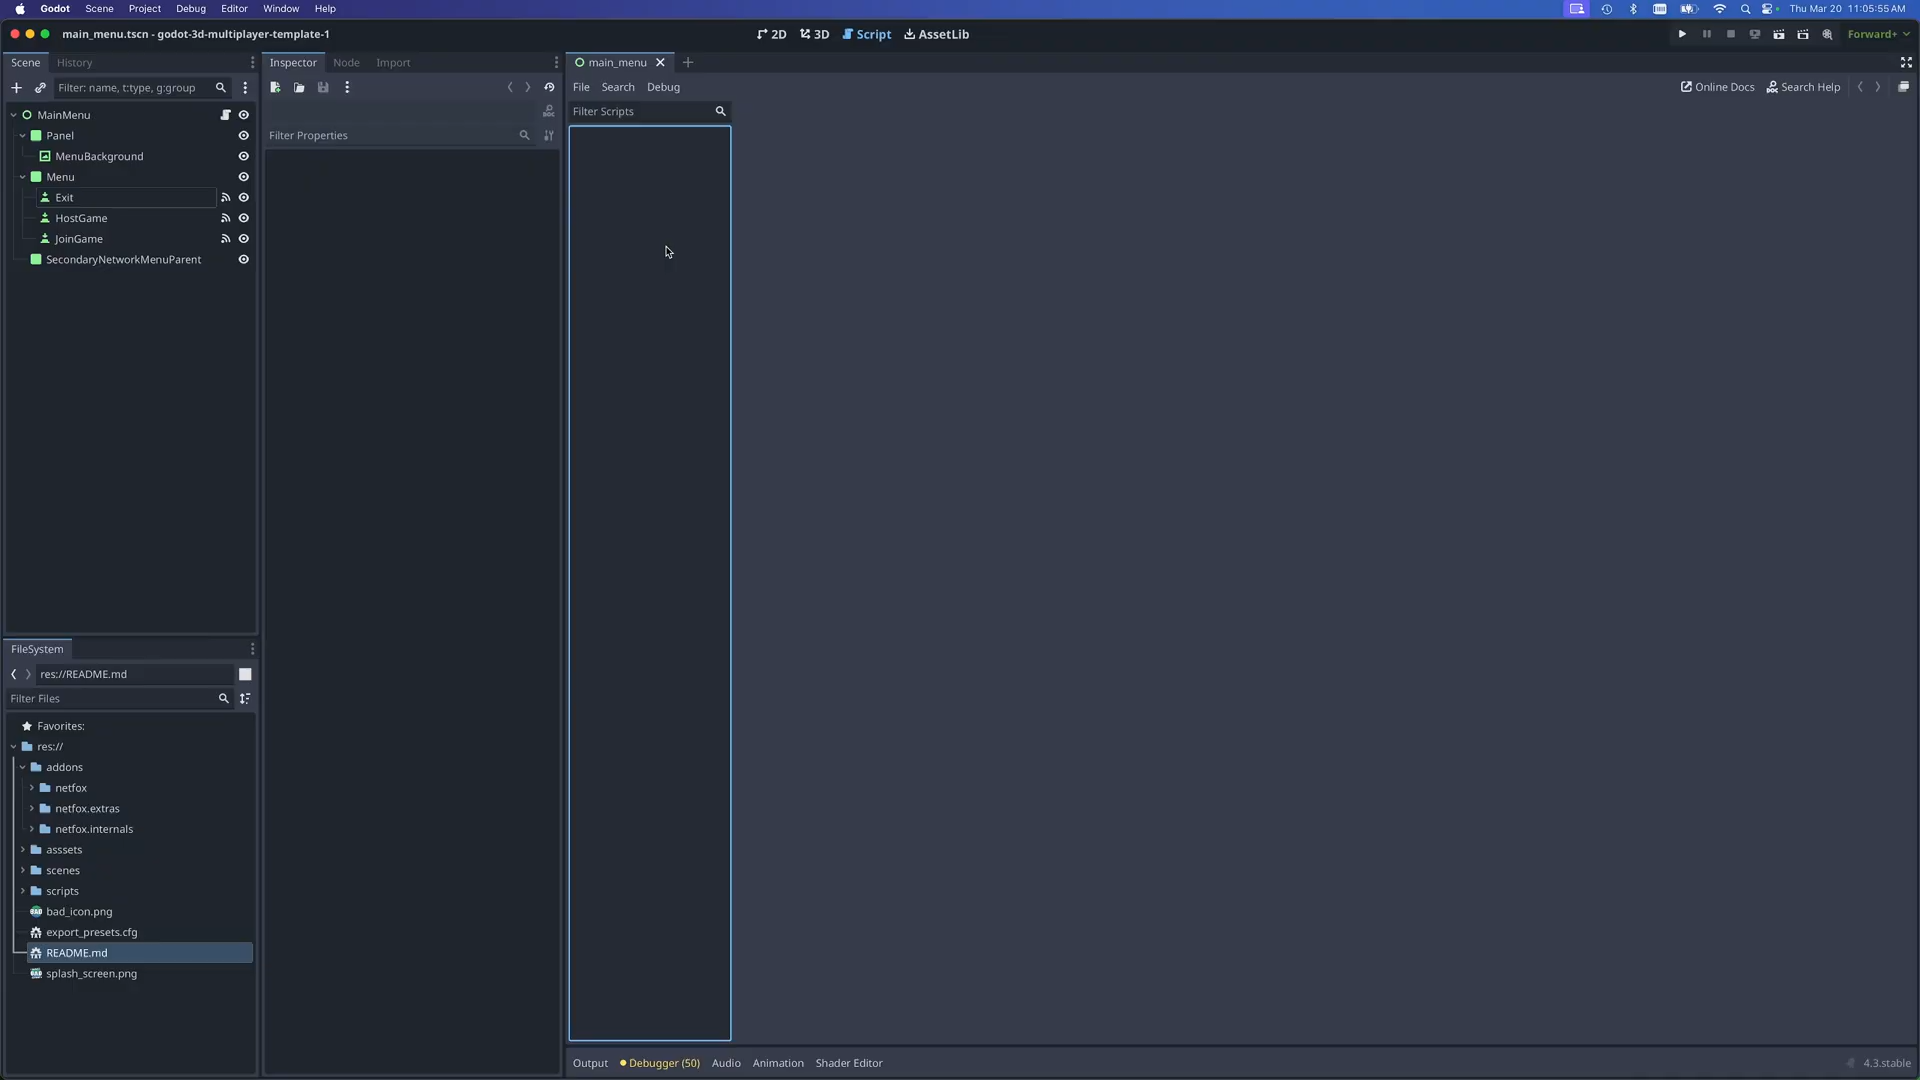 Godot Scene Project Debug Editor Window Help Thu Mar 20 11:05:55 AM
main_menu.tscn - godot-3d-multiplayer-template-1 2D 3D Script AssetLib Forward+
Scene History
Filter: name, t:type, g:group
MainMenu
Panel
MenuBackground
Menu
Exit
HostGame
JoinGame
SecondaryNetworkMenuParent
FileSystem
res://README.md
Filter Files
Favorites:
res://
addons
netfox
netfox.extras
netfox.internals
asssets
scenes
scripts
bad_icon.png
export_presets.cfg
README.md
splash_screen.png
Inspector Node Import
Filter Properties
main_menu
File Search Debug Online Docs Search Help
Filter Scripts
Output Debugger (50) Audio Animation Shader Editor 4.3.stable